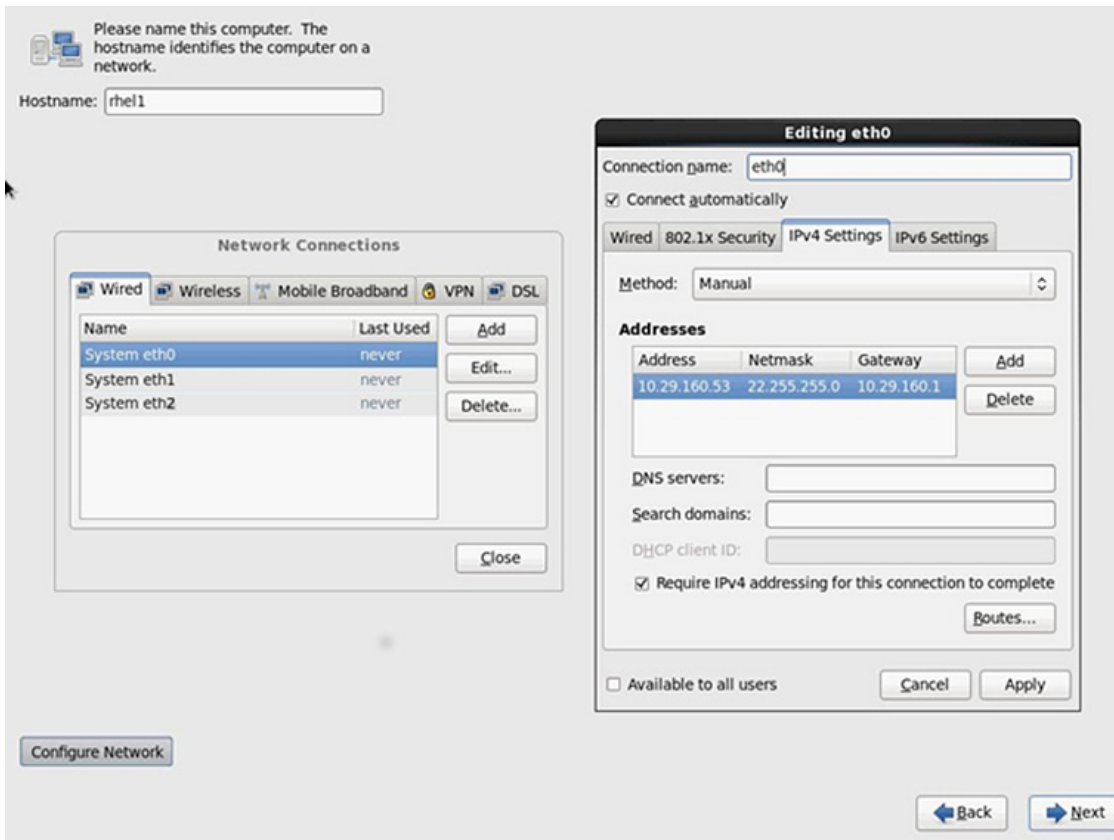 Please name this computer. The
hostname identifies the computer on a
network.
Hostname: rhel1
Network Connections
Wired Wireless Mobile Broadband VPN DSL
Name Last Used
System eth0 never
System eth1 never
System eth2 never
Add
Edit...
Delete...
Close
Editing eth0
Connection name: eth0
Connect automatically
Wired 802.1x Security IPv4 Settings IPv6 Settings
Method: Manual
Addresses
Address Netmask Gateway
10.29.160.53 22.255.255.0 10.29.160.1
Add
Delete
DNS servers:
Search domains:
DHCP client ID:
Require IPv4 addressing for this connection to complete
Routes...
Available to all users
Cancel Apply
Configure Network
Back Next